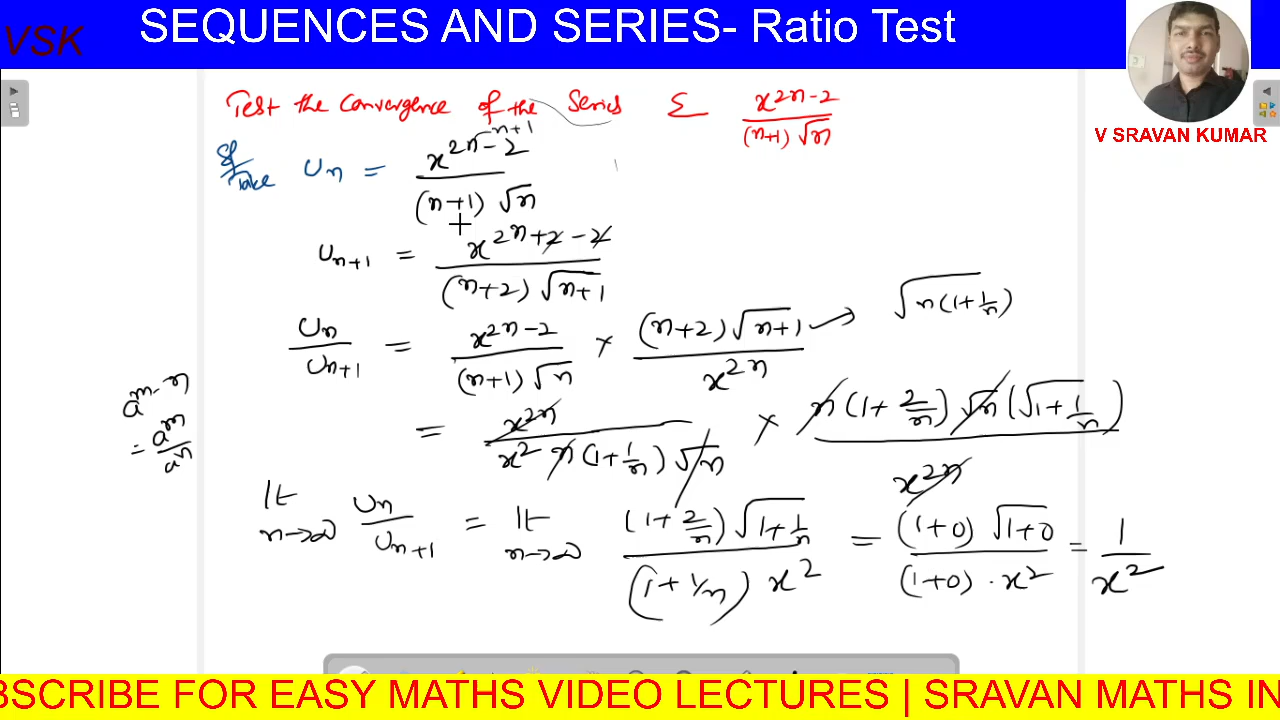 VSK
SEQUENCES AND SERIES- Ratio Test
V SRAVAN KUMAR
Test the Convergence of the Series Σ x^(2n-2) / ((n+1) √n)
Sol
Take Un = x^(2n-2) / ((n+1) √n)
n+1
Un+1 = x^(2n+2-2) / ((n+2) √(n+1))
Un / Un+1 = x^(2n-2) / ((n+1) √n) × ((n+2) √(n+1)) / x^(2n) → √(n(1+1/n))
a^(m-n)
= a^m / a^n
= x^(2n) / (x^2 n (1+1/n) √n) × (n (1+2/n) √n (√(1+1/n))) / x^(2n)
lt n→∞ Un / Un+1 = lt n→∞ ((1+2/n) √(1+1/n)) / ((1+1/n) x^2) = ((1+0) √(1+0)) / ((1+0) · x^2) = 1 / x^2
BSCRIBE FOR EASY MATHS VIDEO LECTURES | SRAVAN MATHS IN